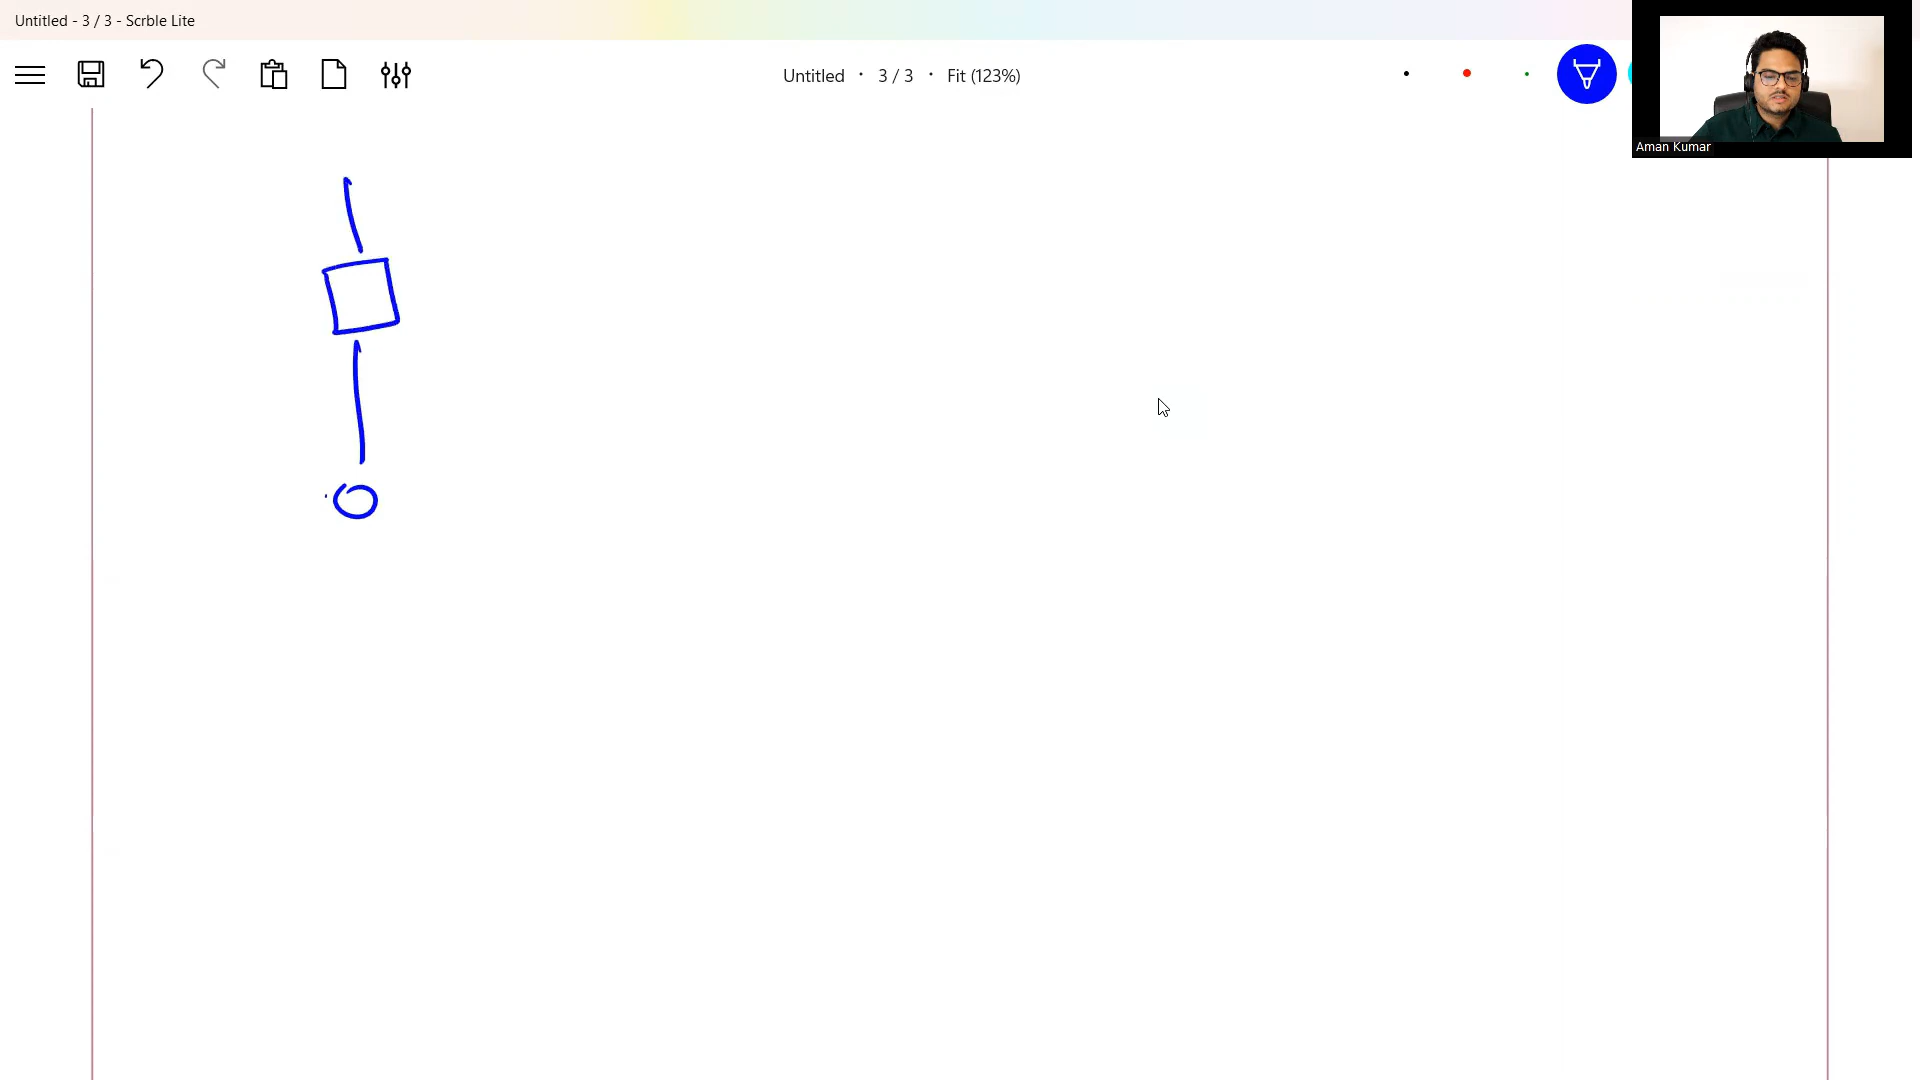 Untitled - 3 / 3 - Scrble Lite
Untitled · 3 / 3 · Fit (123%)
Aman Kumar